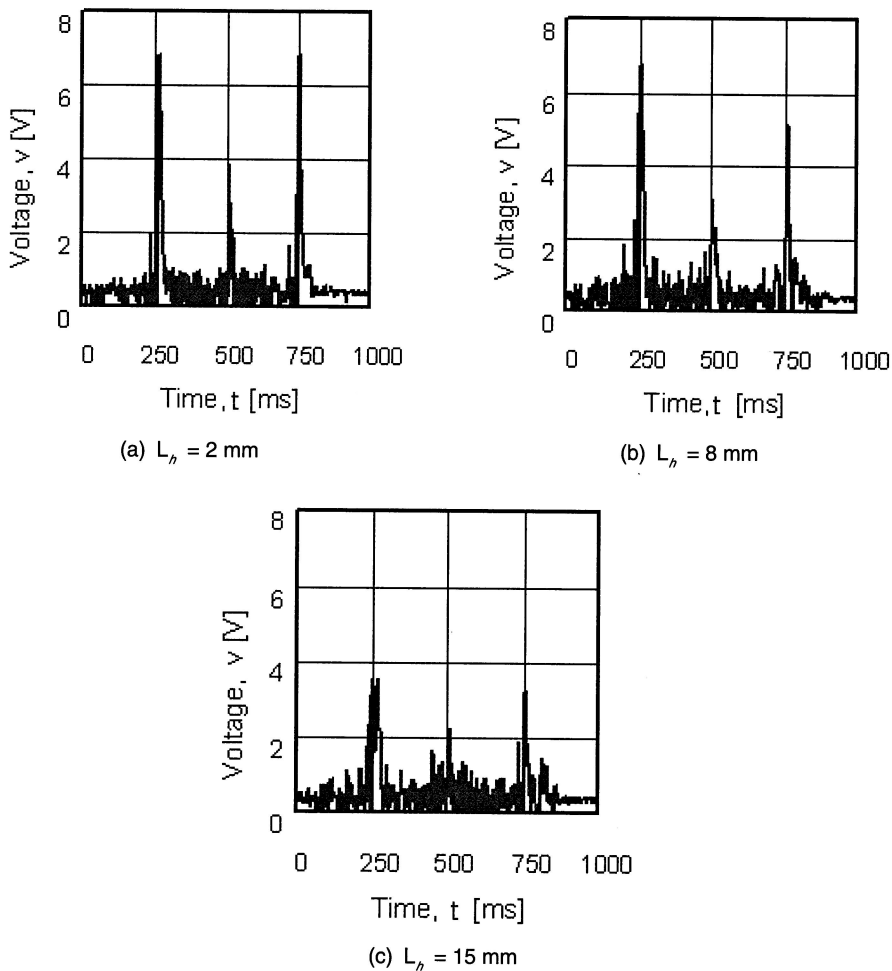 8
6
4
2
0
Voltage, v [V]
0 250 500 750 1000
Time, t [ms]
(a) L_h = 2 mm
8
6
4
2
0
Voltage, v [V]
0 250 500 750 1000
Time, t [ms]
(b) L_h = 8 mm
8
6
4
2
0
Voltage, v [V]
0 250 500 750 1000
Time, t [ms]
(c) L_h = 15 mm